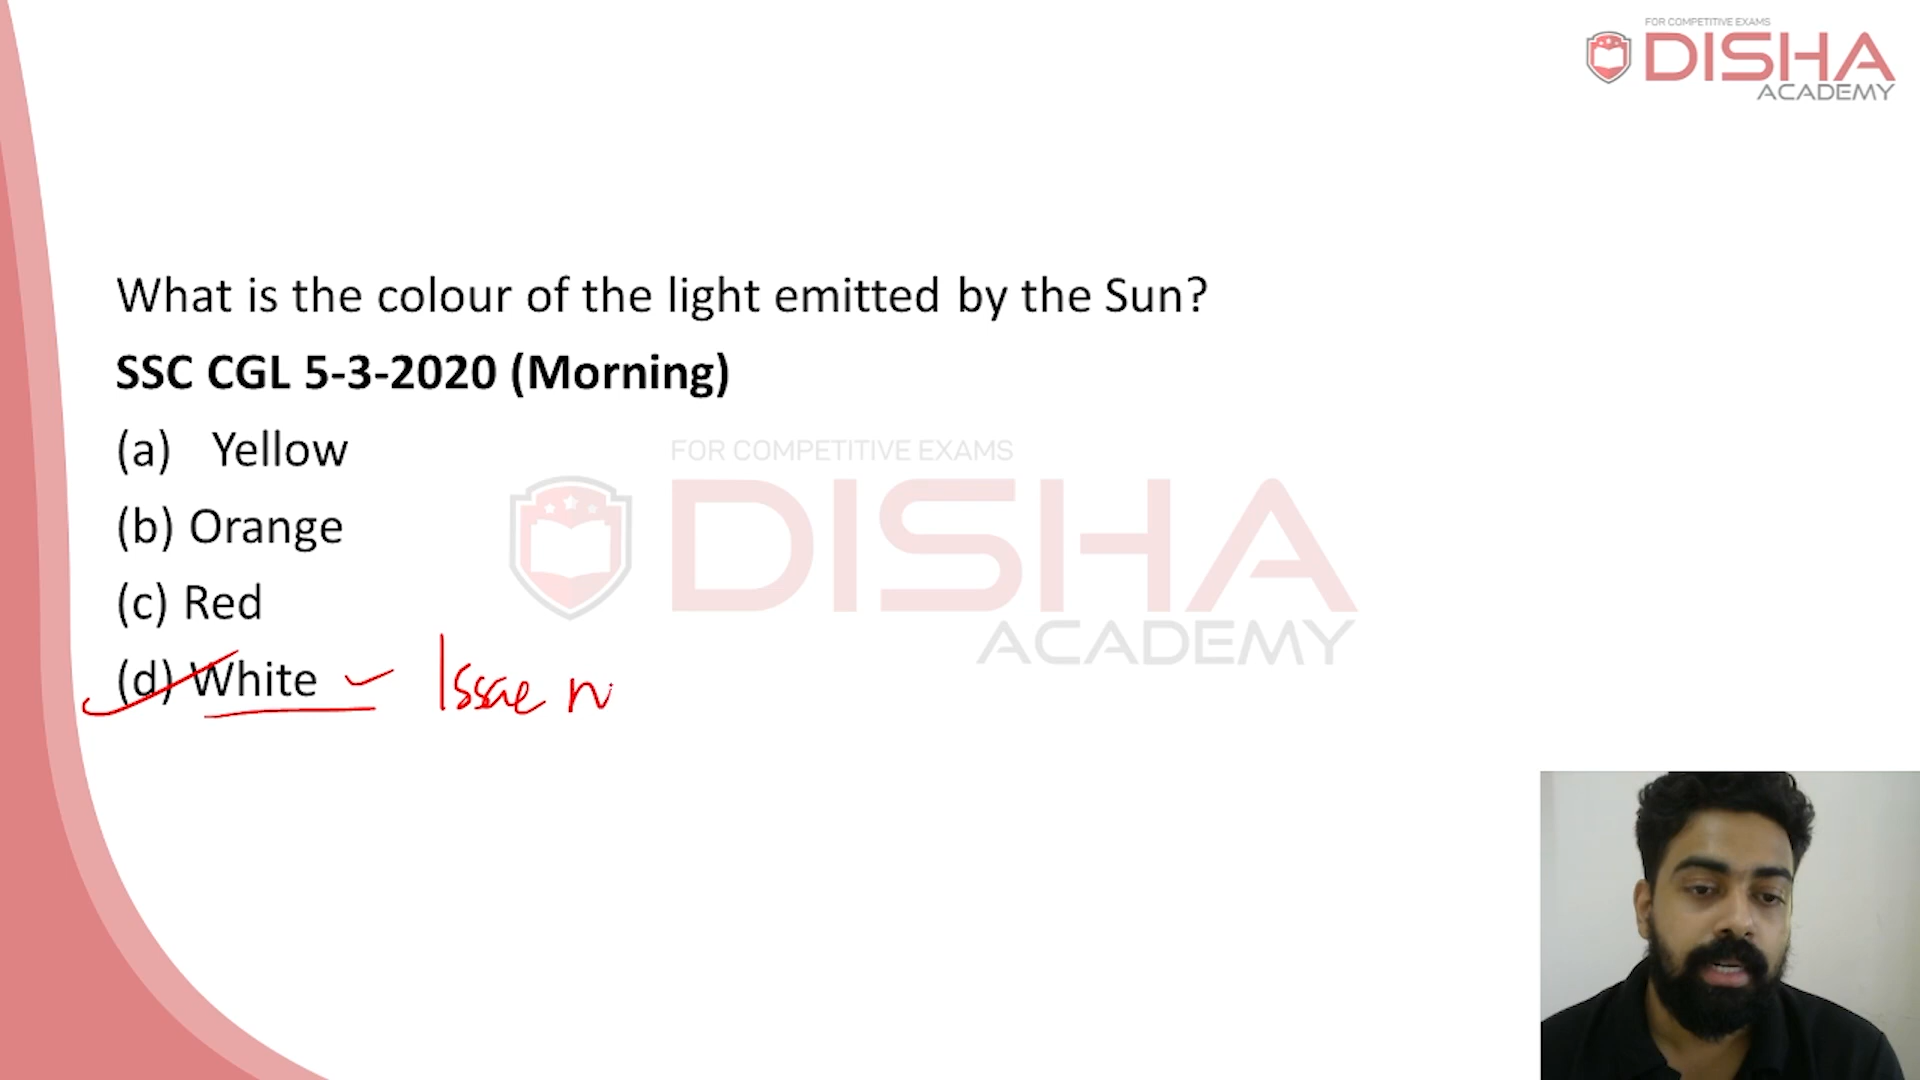 FOR COMPETITIVE EXAMS
DISHA
ACADEMY
What is the colour of the light emitted by the Sun?
SSC CGL 5-3-2020 (Morning)
(a) Yellow
(b) Orange
(c) Red
(d) White
FOR COMPETITIVE EXAMS
DISHA
ACADEMY